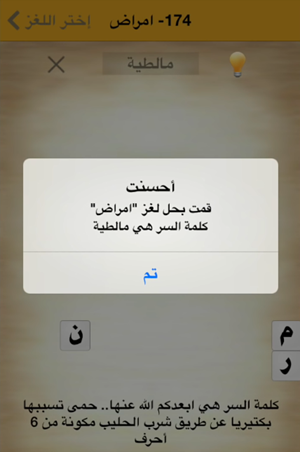 174- امراض
إختر اللغز
مالطية
أحسنت
قمت بحل لغز "امراض"
كلمة السر هي مالطية
تم
م
ن
ر
كلمة السر هي ابعدكم الله عنها.. حمى تسببها
بكتيريا عن طريق شرب الحليب مكونة من 6
أحرف